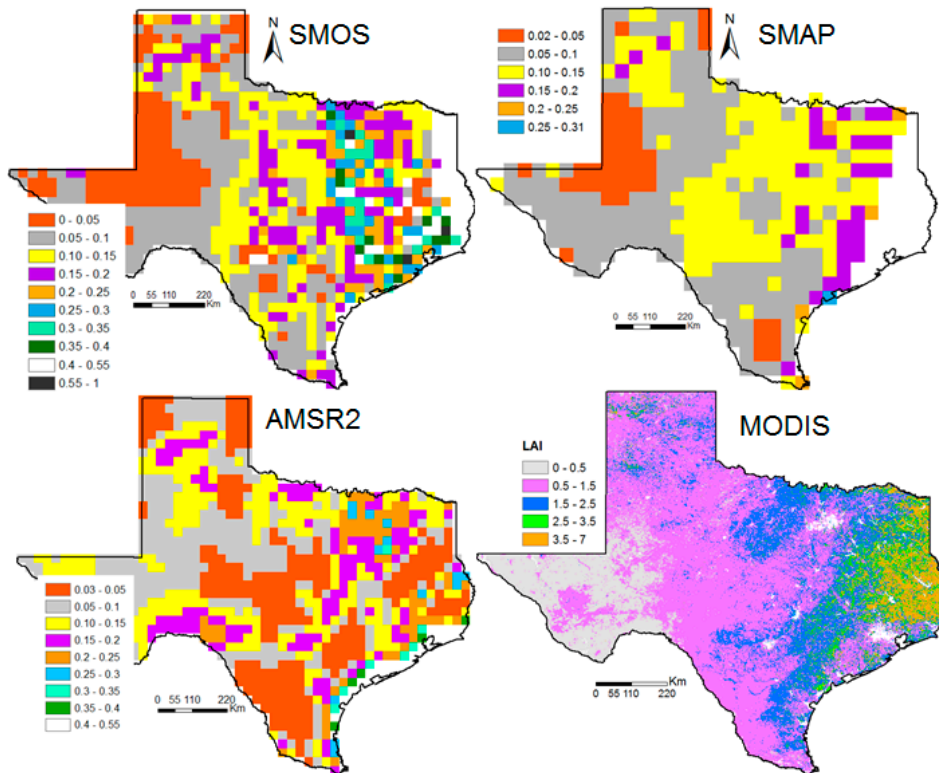 SMOS
N
0 - 0.05
0.05 - 0.1
0.10 - 0.15
0.15 - 0.2
0.2 - 0.25
0.25 - 0.3
0.3 - 0.35
0.35 - 0.4
0.4 - 0.55
0.55 - 1
0 55 110 220
Km
SMAP
N
0.02 - 0.05
0.05 - 0.1
0.10 - 0.15
0.15 - 0.2
0.2 - 0.25
0.25 - 0.31
0 55 110 220
Km
AMSR2
0.03 - 0.05
0.05 - 0.1
0.10 - 0.15
0.15 - 0.2
0.2 - 0.25
0.25 - 0.3
0.3 - 0.35
0.35 - 0.4
0.4 - 0.55
0 55 110 220
Km
MODIS
LAI
0 - 0.5
0.5 - 1.5
1.5 - 2.5
2.5 - 3.5
3.5 - 7
Km
0 55 110 220